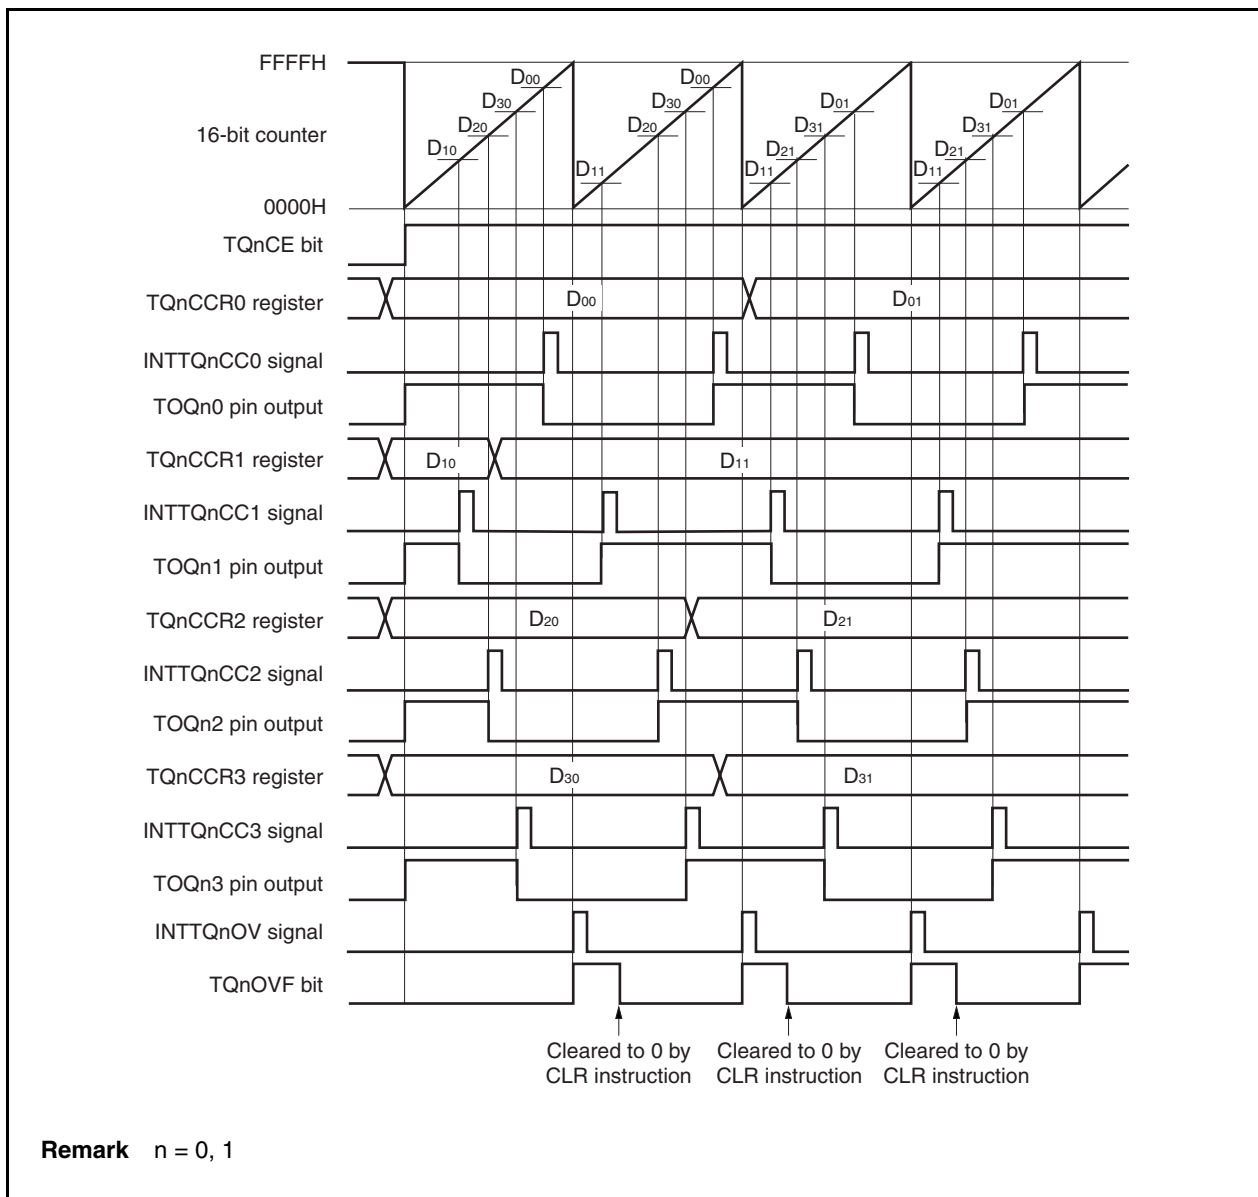 FFFFH
D00 D00
D30 D30 D01 D01
16-bit counter
D20 D20 D31 D31
D10 D21 D21
D11 D11 D11
0000H
TQnCE bit
TQnCCR0 register D00 D01
INTTQnCC0 signal
TOQn0 pin output
TQnCCR1 register D10 D11
INTTQnCC1 signal
TOQn1 pin output
TQnCCR2 register D20 D21
INTTQnCC2 signal
TOQn2 pin output
TQnCCR3 register D30 D31
INTTQnCC3 signal
TOQn3 pin output
INTTQnOV signal
TQnOVF bit
Cleared to 0 by
CLR instruction
Cleared to 0 by
CLR instruction
Cleared to 0 by
CLR instruction
Remark n = 0, 1